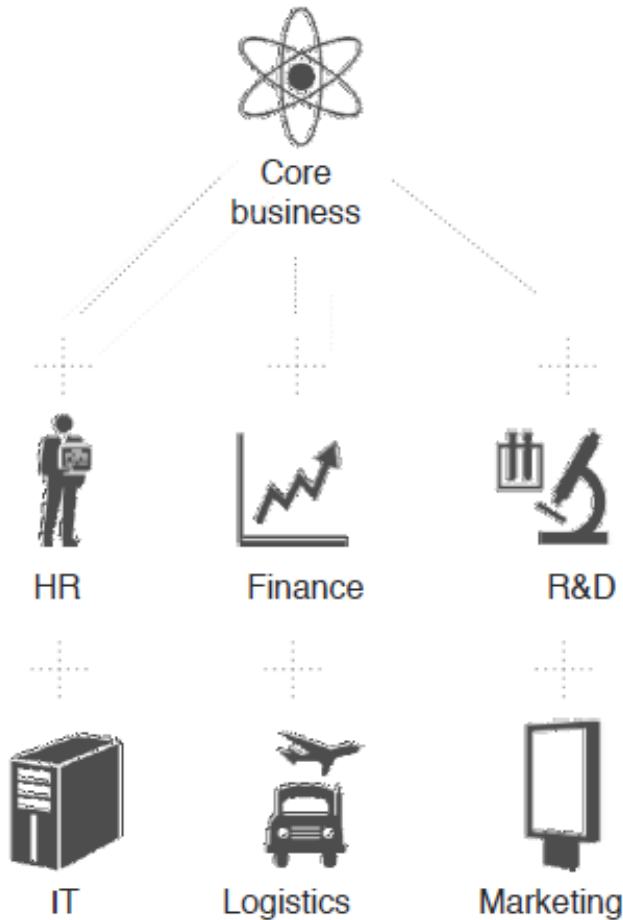 Core
business
HR
Finance
R&D
IT
Logistics
Marketing